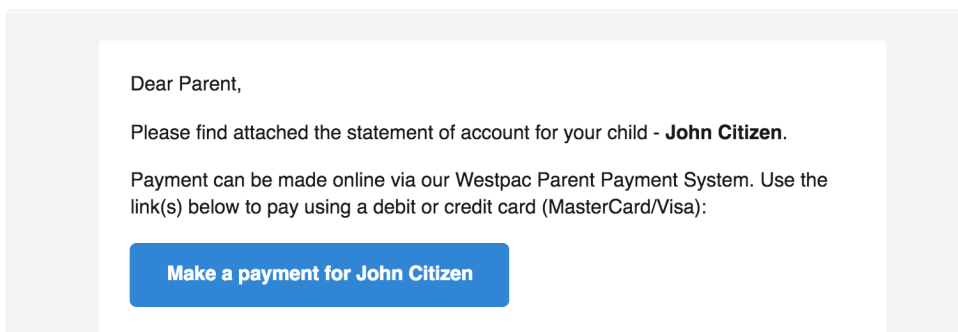 Dear Parent,
Please find attached the statement of account for your child - John Citizen.
Payment can be made online via our Westpac Parent Payment System. Use the
link(s) below to pay using a debit or credit card (MasterCard/Visa):
Make a payment for John Citizen